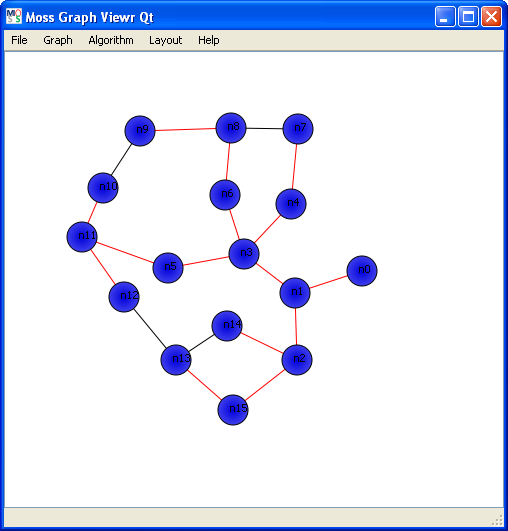 Moss Graph Viewr Qt
File Graph Algorithm Layout Help
n9 n8 n7
n10 n6 n4
n11 n5 n3 n0
n12 n1
n14
n13 n2
n15